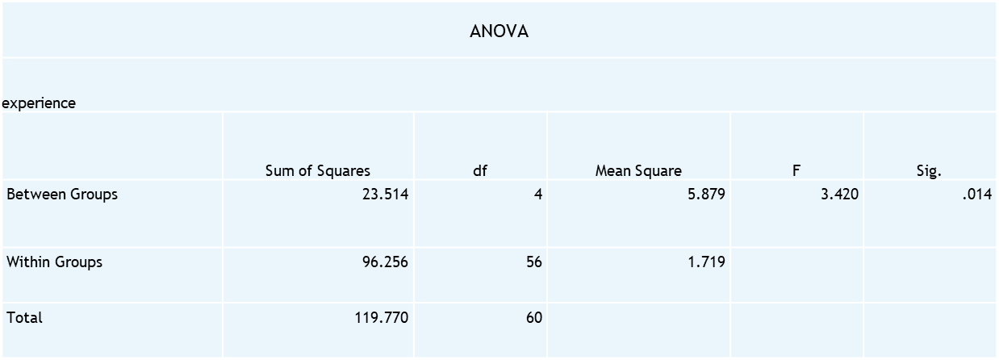 ANOVA
experience
Sum of Squares df Mean Square F Sig.
Between Groups 23.514 4 5.879 3.420 .014
Within Groups 96.256 56 1.719
Total 119.770 60